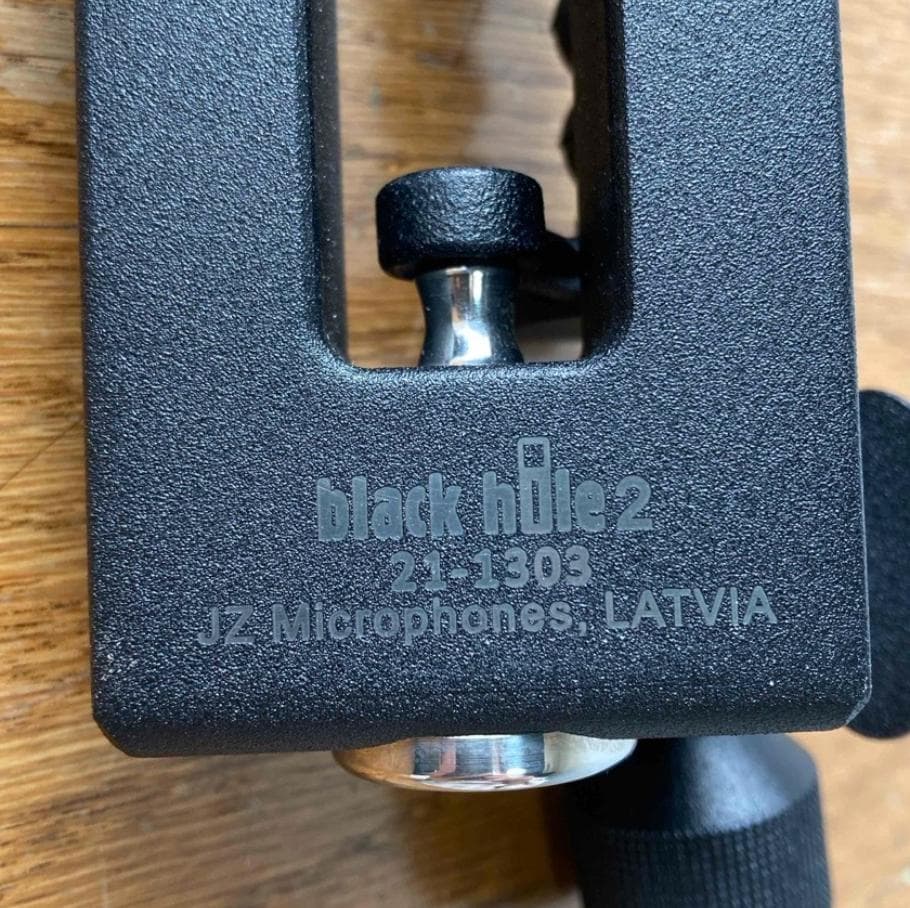 black hole 2
21-1303
JZ Microphones, LATVIA